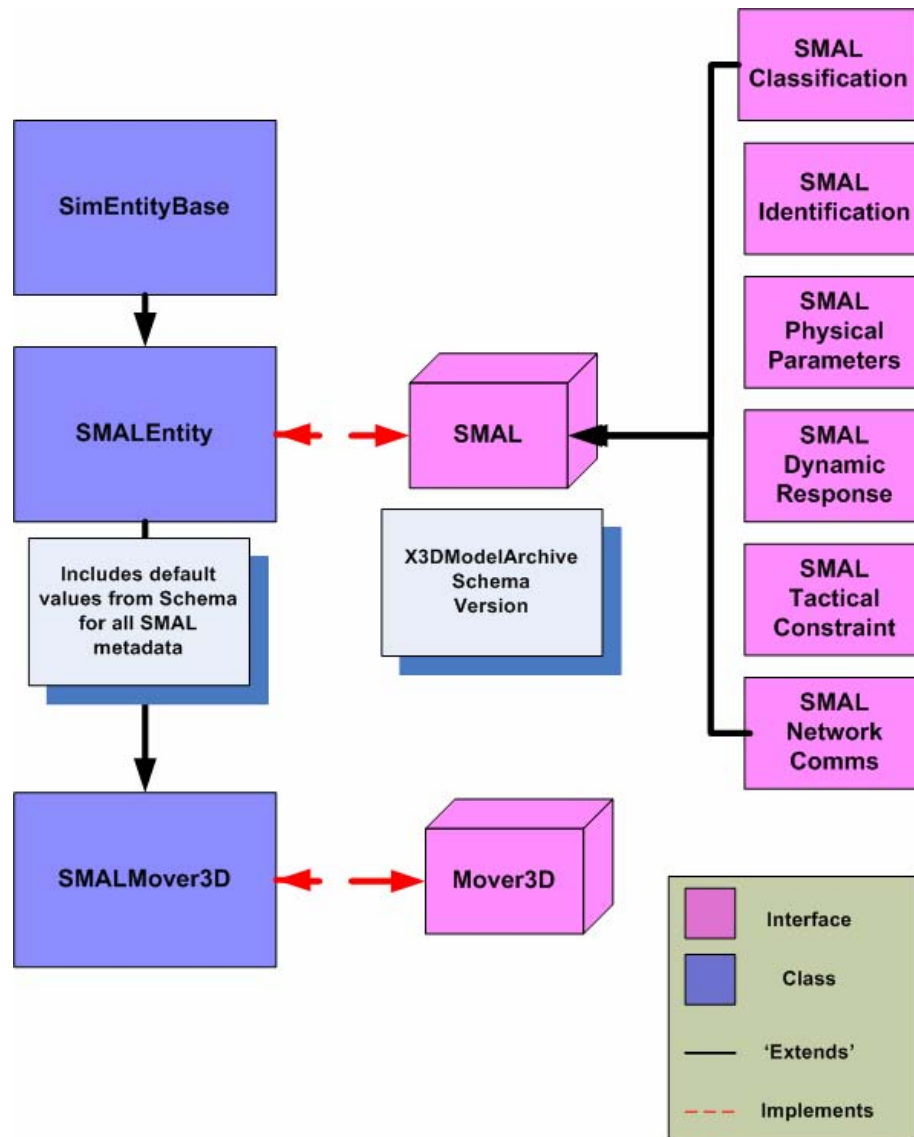 SMAL
Classification
SimEntityBase
SMAL
Identification
SMAL
Physical
Parameters
SMALEntity
SMAL
SMAL
Dynamic
Response
Includes default
values from Schema
for all SMAL
metadata
X3DModelArchive
Schema
Version
SMAL
Tactical
Constraint
SMAL
Network
Comms
SMALMover3D
Mover3D
Interface
Class
‘Extends’
Implements